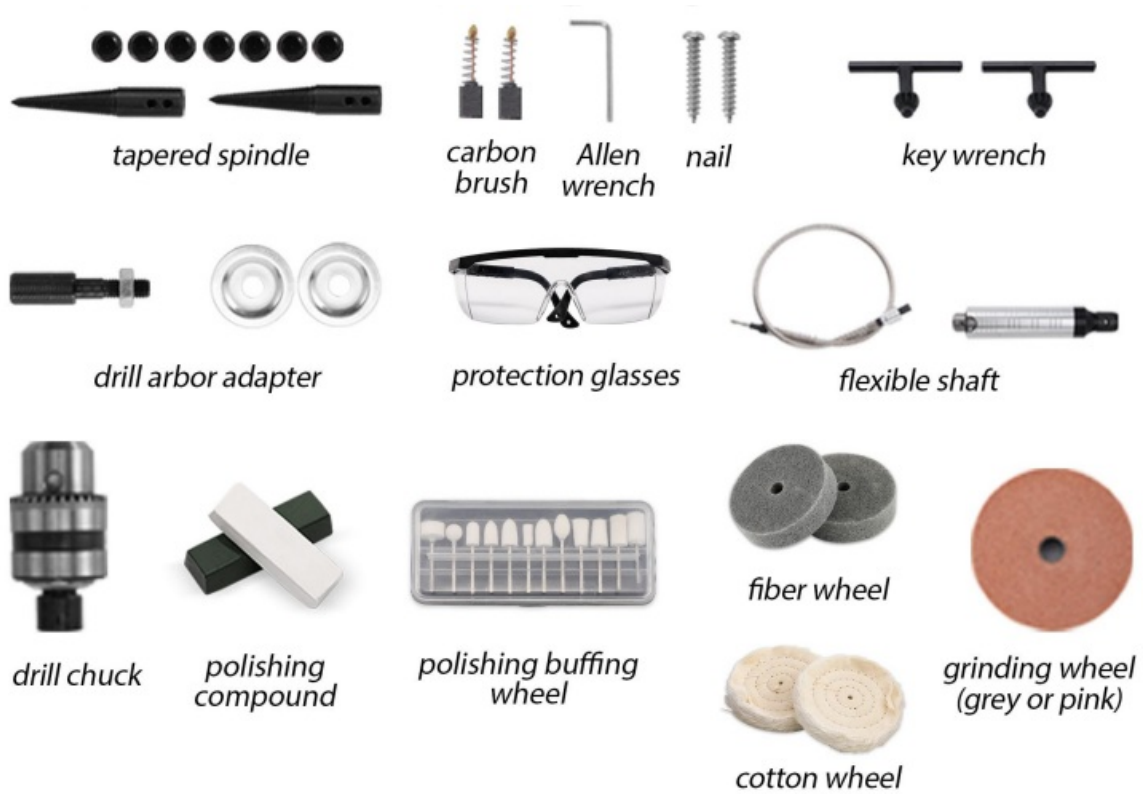 tapered spindle
carbon
brush
Allen
wrench
nail
key wrench
drill arbor adapter
protection glasses
flexible shaft
drill chuck
polishing
compound
polishing buffing
wheel
fiber wheel
grinding wheel
(grey or pink)
cotton wheel